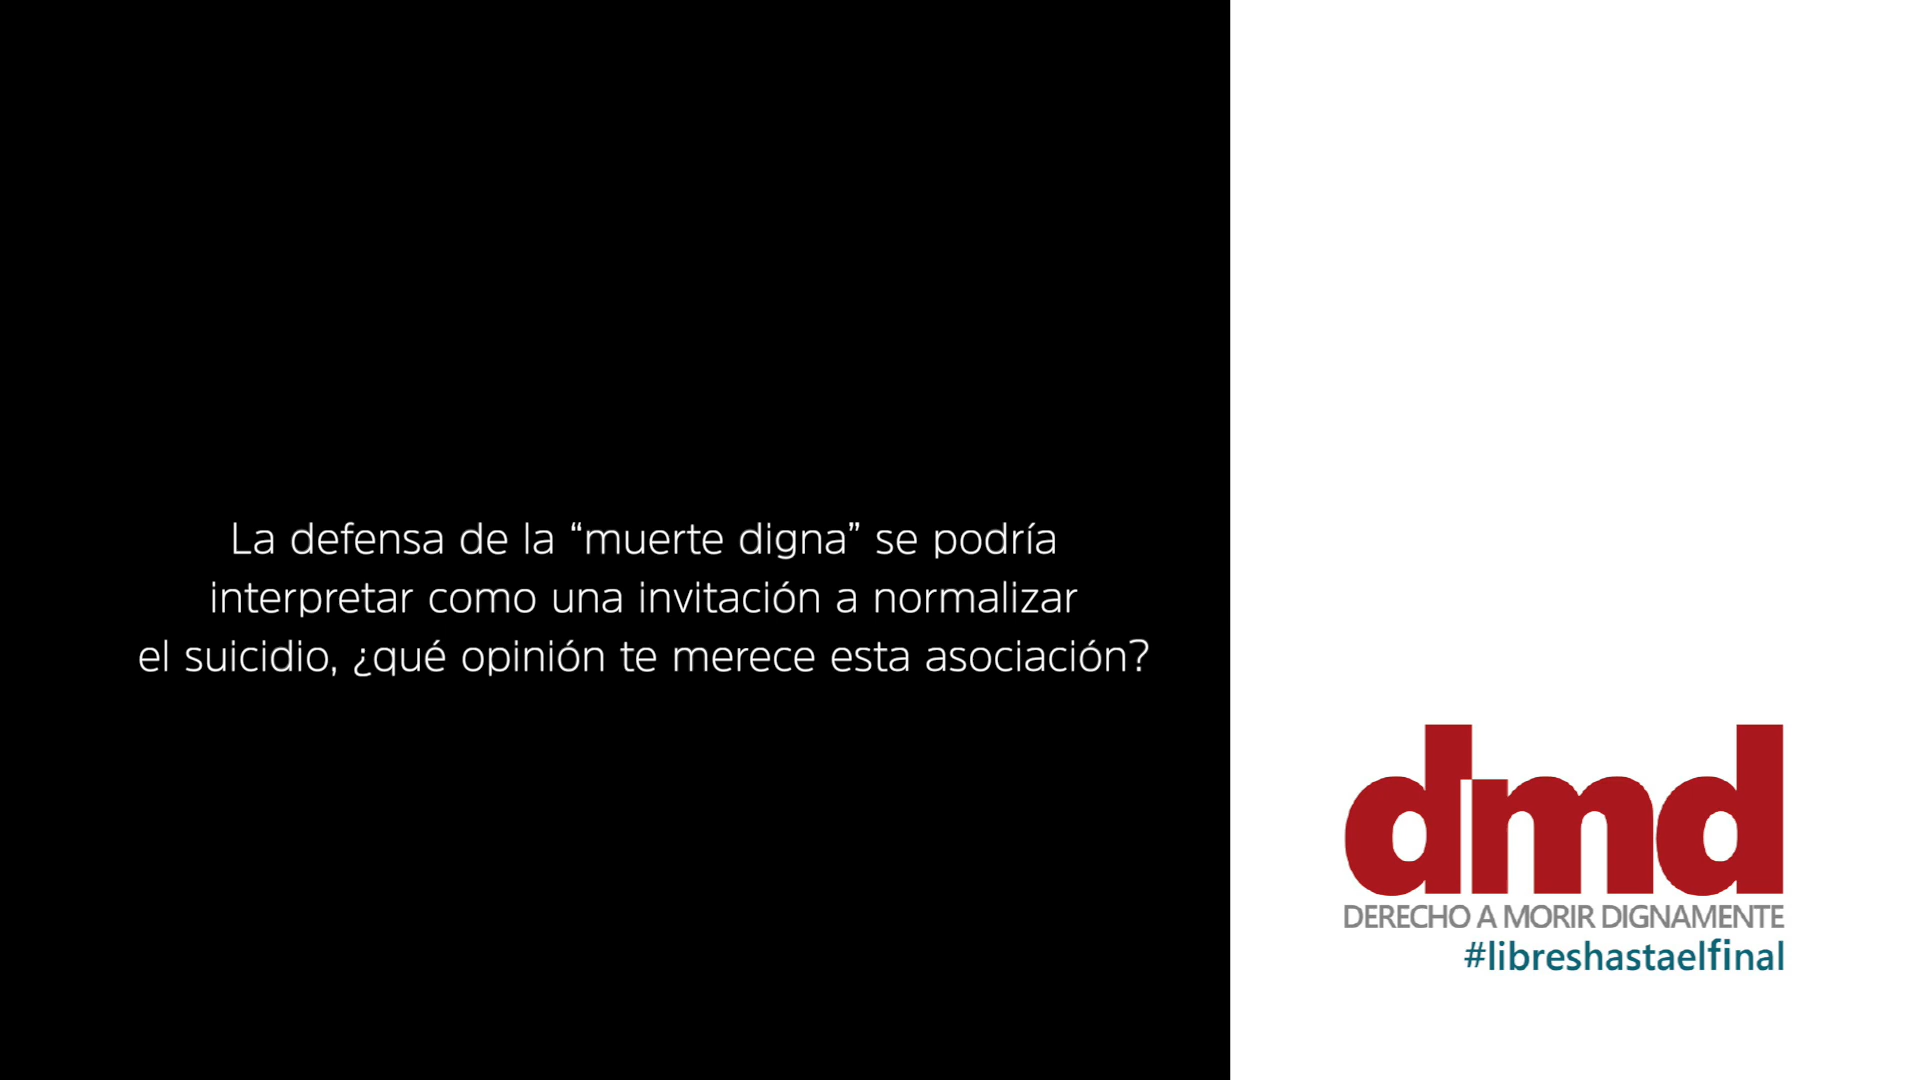 La defensa de la “muerte digna” se podría
interpretar como una invitación a normalizar
el suicidio, ¿qué opinión te merece esta asociación?
dmd
DERECHO A MORIR DIGNAMENTE
#libreshastaelfinal